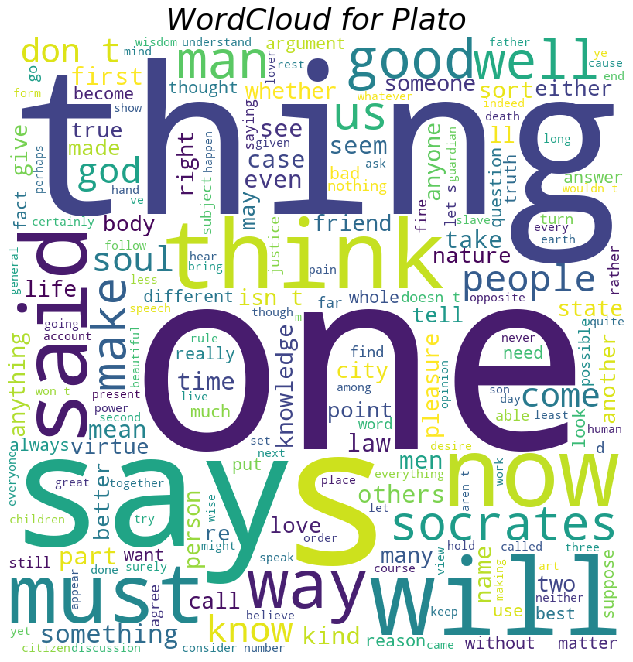 WordCloud for Plato
don t
man
good
well
go
mind
wisdom
understand
argument
father
ye
cause
form
first
thought
whether
lover
rest
someone
whatever
sort
either
end
show
become
indeed
death
give
perhaps
true
made
god
right
saying
see
given
us
seem
ask
guardian
ll
long
wouldn t
thing
fact
hand
ve
body
subject
happen
may
case
even
bad
nothing
anyone
let s
question
truth
answer
turn
every
earth
slave
fine
certainly
general
follow
soul
life
said
hear
bring
justice
friend
think
pain
take
nature
people
rather
different
isn t
far
whole
doesn t
opposite
state
less
speech
though
m
tell
quite
going
account
make
beautiful
rule
really
time
knowledge
find
city
among
never
need
possible
another
anything
won t
present
power
second
live
much
point
word
pleasure
opinion
son
day
able
come
least
look
human
one
always
mean
virtue
set
next
law
men
desire
d
everyone
better
great
together
put
place
everything
others
aren t
work
now
says
children
try
person
wise
re
might
love
order
let
socrates
still
part
want
call
speak
many
hold
called
three
view
name
art
making
must
way
will
two
suppose
done
surely
appear
agree
believe
course
keep
use
best
neither
yet
something
know
kind
reason
came
without
matter
citizen
discussion
consider
number